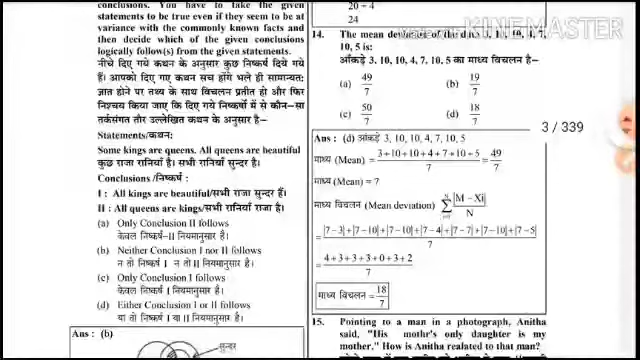 conclusions. You have to take the given
statements to be true even if they seem to be at
variance with the commonly known facts and
then decide which of the given conclusions
logically follow(s) from the given statements.
नीचे दिए गये कथन के अनुसार कुछ निष्कर्ष दिये गये
हैं। आपको दिए गए कथन सच होंगे भले ही सामान्यतः
ज्ञात होने पर तथ्य के साथ विचलन प्रतीत हो और फिर
निश्चय किया जाए कि दिए गये निष्कर्षों में से कौन-सा
तर्कसंगत तौर उल्लेखित कथन के अनुसार है–
Statements/कथन:
Some kings are queens. All queens are beautiful
कुछ राजा रानियाँ है। सभी रानियाँ सुन्दर है।
Conclusions /निष्कर्ष :
I : All kings are beautiful/सभी राजा सुन्दर हैं।
II : All queens are kings/सभी रानियाँ राजा है।
(a) Only Conclusion II follows
केवल निष्कर्ष–II नियमानुसार है।
(b) Neither Conclusion I nor II follows
न तो निष्कर्ष I न तो II नियमानुसार है।
(c) Only Conclusion I follows
केवल निष्कर्ष I नियमानुसार है।
(d) Either Conclusion I or II follows
या तो निष्कर्ष I या II नियमानुसार है।
Ans : (b)
सुन्दर
20 ÷ 4
24
14. The mean deviation of the data 3, 10, 10, 4, 7,
10, 5 is:
आँकड़े 3, 10, 10, 4, 7, 10, 5 का माध्य विचलन है–
(a) 49/7 (b) 19/7
(c) 50/7 (d) 18/7
Ans : (d) आंकड़े 3, 10, 10, 4, 7, 10, 5
माध्य (Mean) = 3+10+10+4+7+10+5/7 = 49/7
माध्य (Mean) = 7
माध्य विचलन (Mean deviation) ∑ |M – Xi|/N
= |7–3|+|7–10|+|7–10|+|7–4|+|7–7|+|7–10|+|7–5|/7
= 4+3+3+3+0+3+2/7
माध्य विचलन = 18/7
15. Pointing to a man in a photograph, Anitha
said, "His mothr's only daughter is my
mother." How is Anitha realated to that man?
3 / 339
KINEMASTER